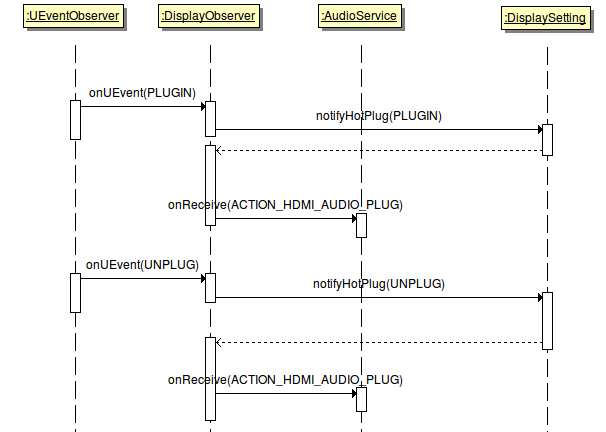 :UEventObserver
:DisplayObserver
:AudioService
:DisplaySetting
onUEvent(PLUGIN)
notifyHotPlug(PLUGIN)
onReceive(ACTION_HDMI_AUDIO_PLUG)
onUEvent(UNPLUG)
notifyHotPlug(UNPLUG)
onReceive(ACTION_HDMI_AUDIO_PLUG)